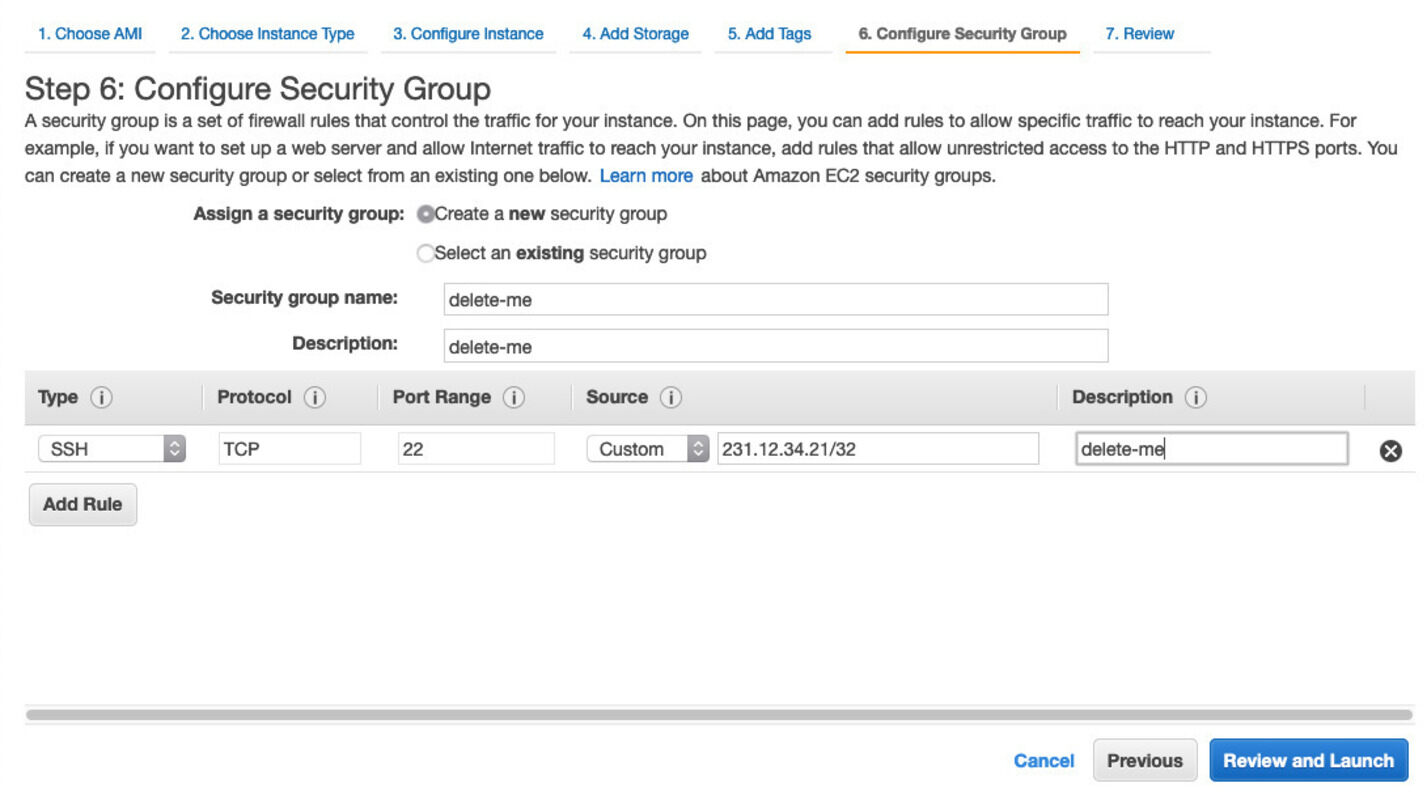 1. Choose AMI 2. Choose Instance Type 3. Configure Instance 4. Add Storage 5. Add Tags 6. Configure Security Group 7. Review
Step 6: Configure Security Group
A security group is a set of firewall rules that control the traffic for your instance. On this page, you can add rules to allow specific traffic to reach your instance. For
example, if you want to set up a web server and allow Internet traffic to reach your instance, add rules that allow unrestricted access to the HTTP and HTTPS ports. You
can create a new security group or select from an existing one below. Learn more about Amazon EC2 security groups.
Assign a security group: Create a new security group
Select an existing security group
Security group name: delete-me
Description: delete-me
Type i Protocol i Port Range i Source i Description i
SSH TCP 22 Custom 231.12.34.21/32 delete-me
Add Rule
Cancel Previous Review and Launch